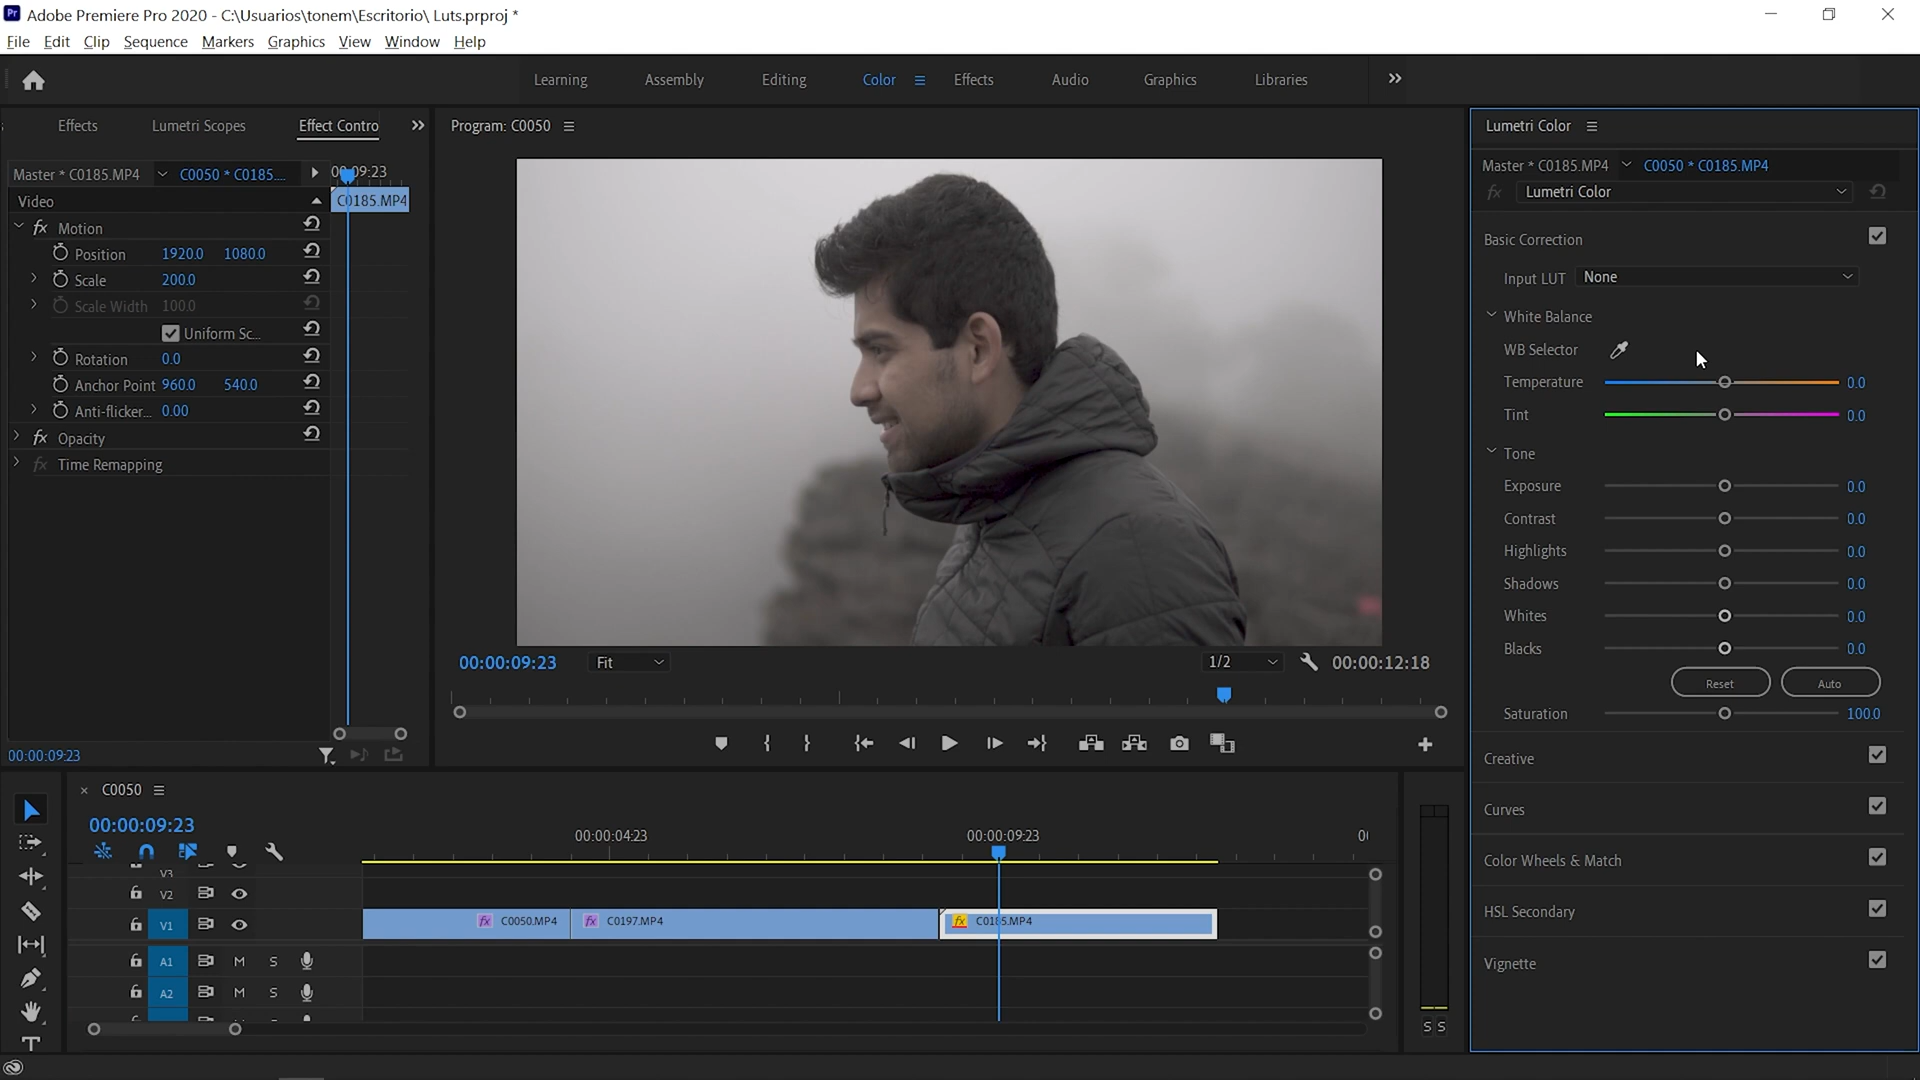 Adobe Premiere Pro 2020 - C:\Usuarios\tonem\Escritorio\ Luts.prproj *
File Edit Clip Sequence Markers Graphics View Window Help
Learning Assembly Editing Color Effects Audio Graphics Libraries
Effects Lumetri Scopes Effect Contro
Master * C0185.MP4 C0050 * C0185....
Video
fx Motion
Position 1920.0 1080.0
Scale 200.0
Scale Width 100.0
Uniform Sc...
Rotation 0.0
Anchor Point 960.0 540.0
Anti-flicker... 0.00
fx Opacity
fx Time Remapping
C0185.MP4
00:00:09:23
Program: C0050
00:00:09:23 Fit 1/2 00:00:12:18
C0050
00:00:09:23
00:00:04:23 00:00:09:23
V3
V2
V1
fx C0050.MP4 fx C0197.MP4 fx C0185.MP4
A1 M S
A2 M S
S S
Lumetri Color
Master * C0185.MP4 C0050 * C0185.MP4
fx Lumetri Color
Basic Correction
Input LUT None
White Balance
WB Selector
Temperature 0.0
Tint 0.0
Tone
Exposure 0.0
Contrast 0.0
Highlights 0.0
Shadows 0.0
Whites 0.0
Blacks 0.0
Reset Auto
Saturation 100.0
Creative
Curves
Color Wheels & Match
HSL Secondary
Vignette